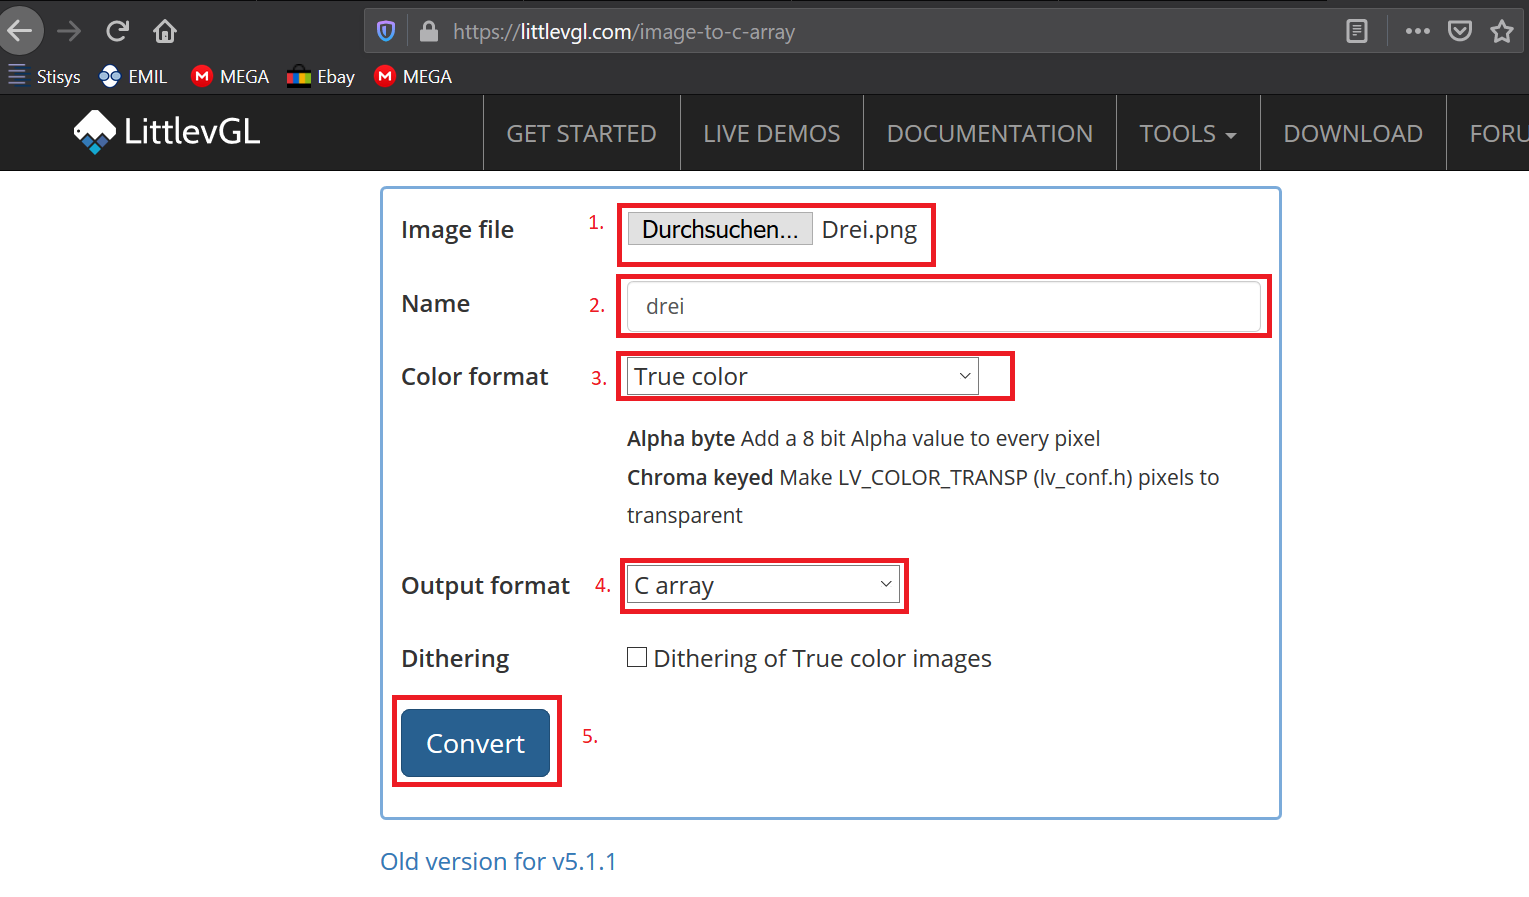 https://littlevgl.com/image-to-c-array
Stisys EMIL MEGA Ebay MEGA
LittlevGL GET STARTED LIVE DEMOS DOCUMENTATION TOOLS DOWNLOAD FORU
Image file 1. Durchsuchen... Drei.png
Name 2. drei
Color format 3. True color
Alpha byte Add a 8 bit Alpha value to every pixel
Chroma keyed Make LV_COLOR_TRANSP (lv_conf.h) pixels to
transparent
Output format 4. C array
Dithering Dithering of True color images
Convert 5.
Old version for v5.1.1